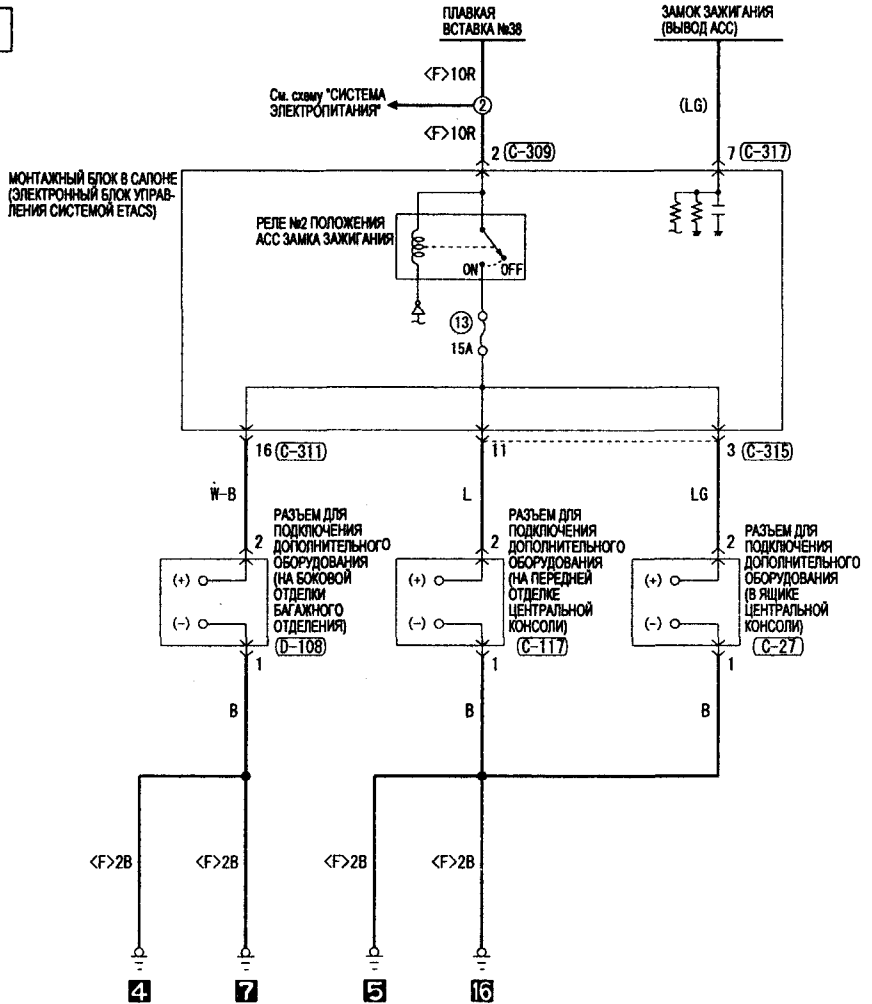 ПЛАВКАЯ
ВСТАВКА №38
ЗАМОК ЗАЖИГАНИЯ
(ВЫВОД ACC)
<F>10R
См. схему "СИСТЕМА
ЭЛЕКТРОПИТАНИЯ"
2
(LG)
<F>10R
2 (C-309)
7 (C-317)
МОНТАЖНЫЙ БЛОК В САЛОНЕ
(ЭЛЕКТРОННЫЙ БЛОК УПРАВ-
ЛЕНИЯ СИСТЕМОЙ ETACS)
РЕЛЕ №2 ПОЛОЖЕНИЯ
ACC ЗАМКА ЗАЖИГАНИЯ
ON OFF
13
15A
16 (C-311)
11
3 (C-315)
W-B
L
LG
РАЗЪЕМ ДЛЯ
ПОДКЛЮЧЕНИЯ
ДОПОЛНИТЕЛЬНОГО
ОБОРУДОВАНИЯ
(НА БОКОВОЙ
ОТДЕЛКИ
БАГАЖНОГО
ОТДЕЛЕНИЯ)
2
(+)
(-)
(D-108)
1
РАЗЪЕМ ДЛЯ
ПОДКЛЮЧЕНИЯ
ДОПОЛНИТЕЛЬНОГО
ОБОРУДОВАНИЯ
(НА ПЕРЕДНЕЙ
ОТДЕЛКЕ
ЦЕНТРАЛЬНОЙ
КОНСОЛИ)
2
(+)
(-)
(C-117)
1
РАЗЪЕМ ДЛЯ
ПОДКЛЮЧЕНИЯ
ДОПОЛНИТЕЛЬНОГО
ОБОРУДОВАНИЯ
(В ЯЩИКЕ
ЦЕНТРАЛЬНОЙ
КОНСОЛИ)
2
(+)
(-)
(C-27)
1
B
B
B
<F>2B
<F>2B
<F>2B
<F>2B
4
7
5
16